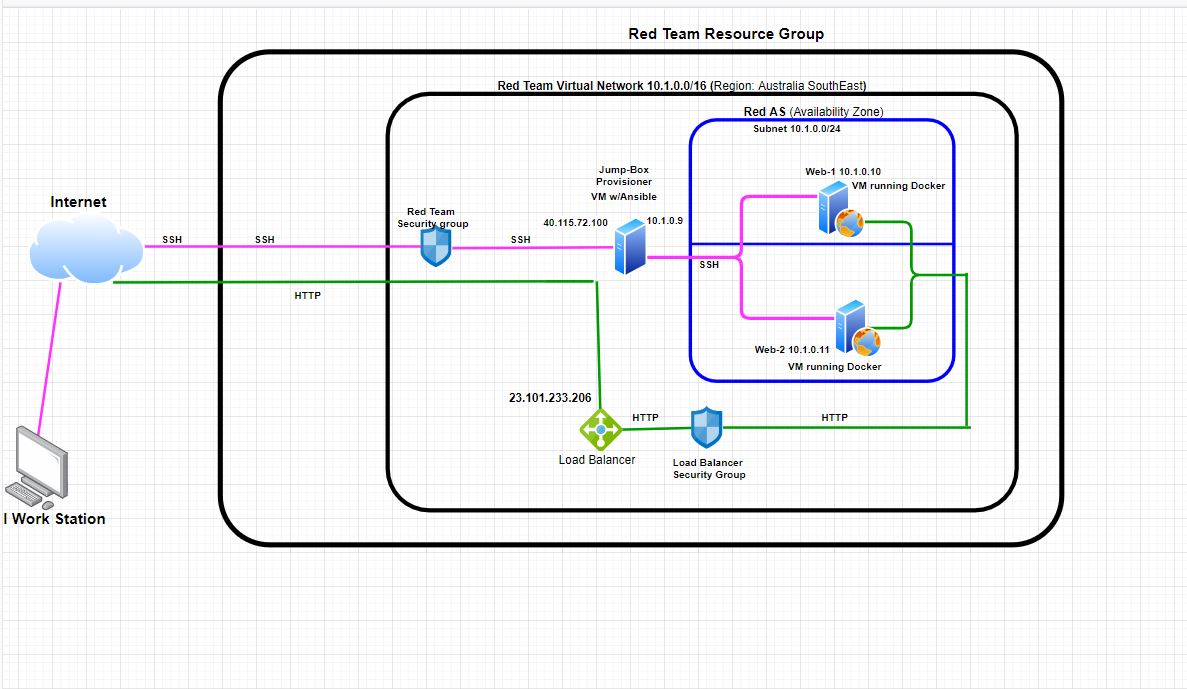 Red Team Resource Group
Red Team Virtual Network 10.1.0.0/16 (Region: Australia SouthEast)
Red AS (Availability Zone)
Subnet 10.1.0.0/24
Jump-Box
Provisioner
VM w/Ansible
Web-1 10.1.0.10
VM running Docker
Internet
Red Team
Security group
40.115.72.100
10.1.0.9
SSH
SSH
SSH
SSH
HTTP
Web-2 10.1.0.11
VM running Docker
23.101.233.206
HTTP
HTTP
Load Balancer
Load Balancer
Security Group
l Work Station